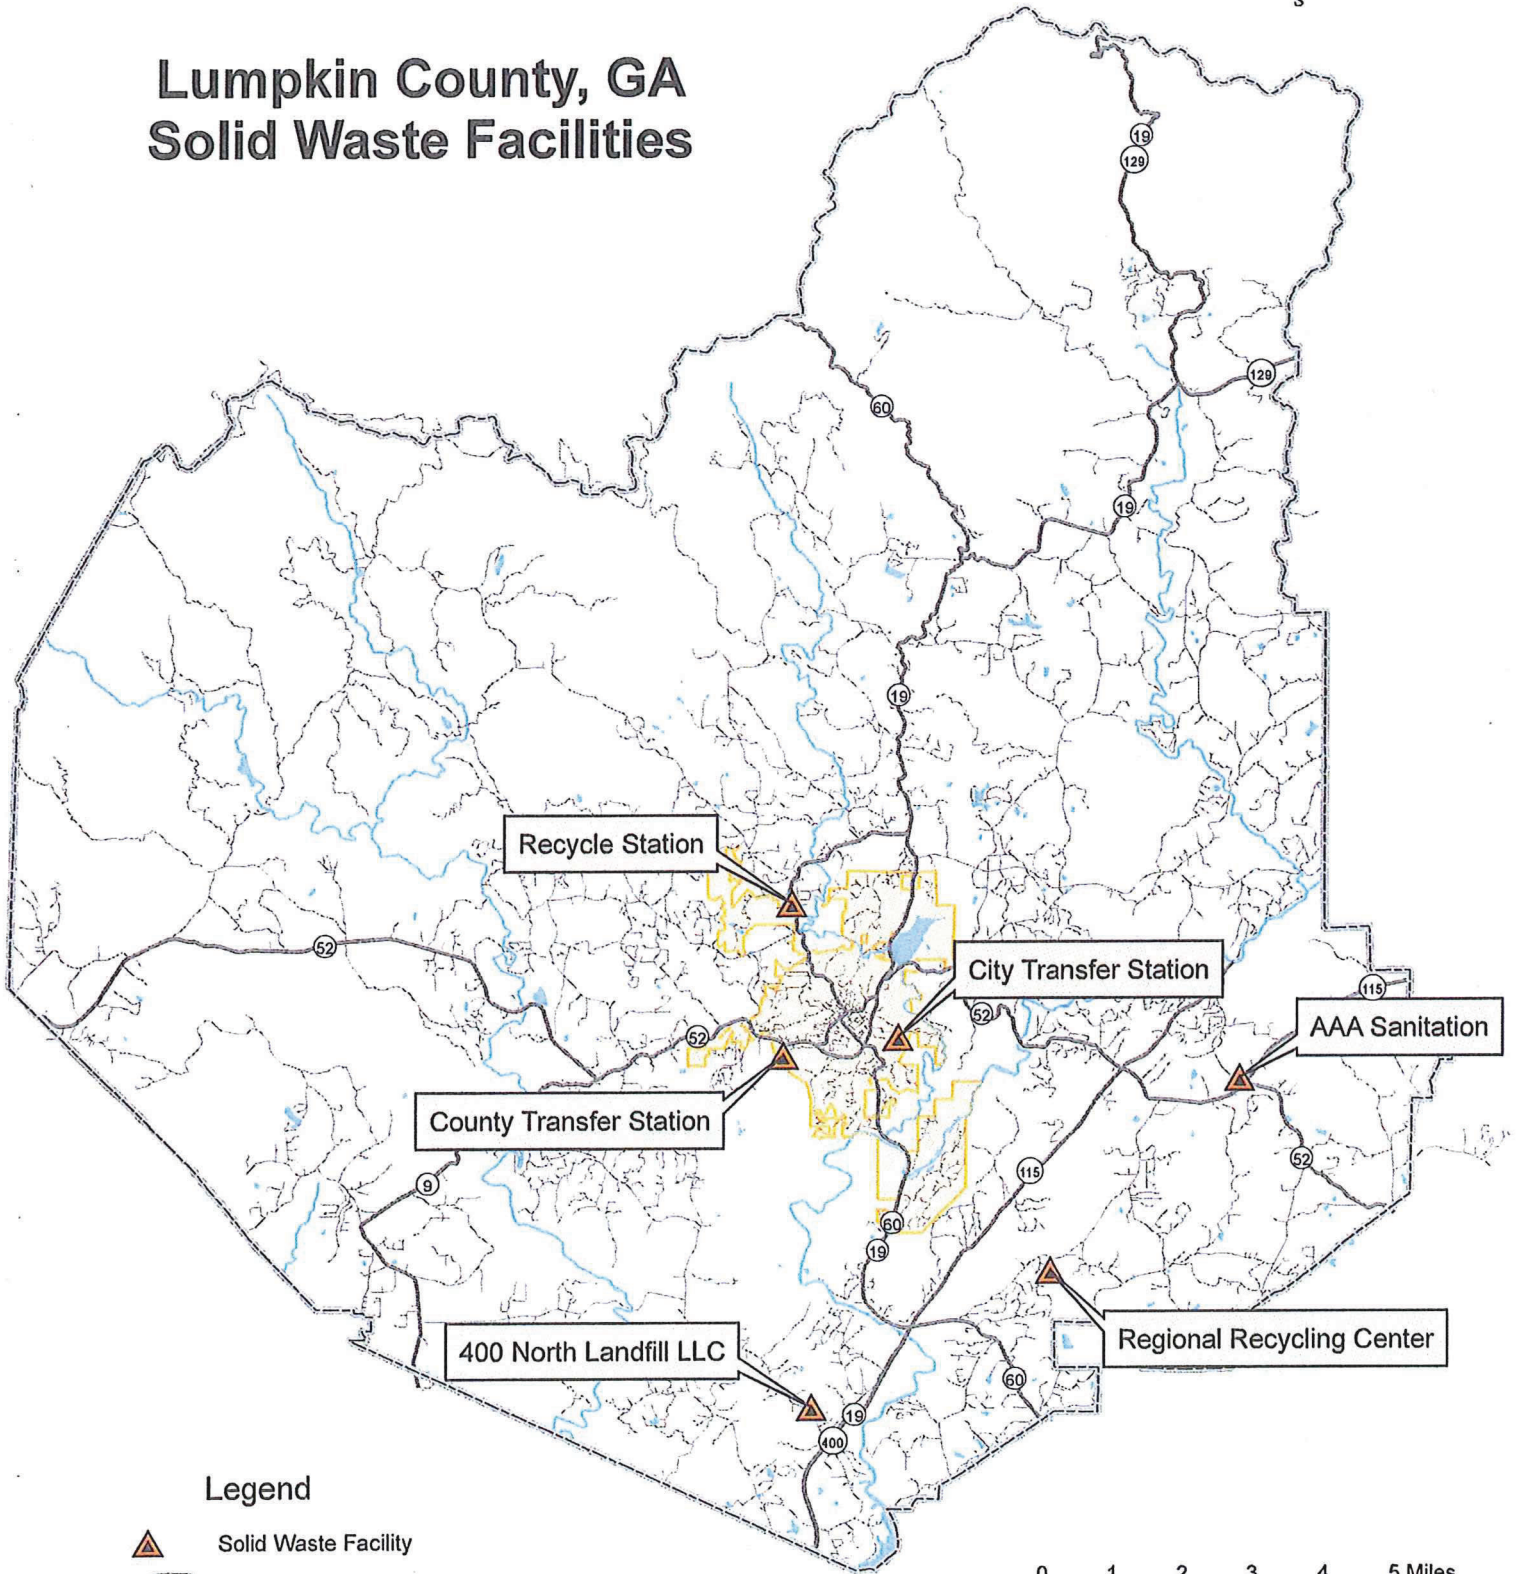 S
Lumpkin County, GA
Solid Waste Facilities
19
129
129
60
19
19
Recycle Station
52
City Transfer Station
115
52
AAA Sanitation
52
County Transfer Station
52
115
9
60
19
Regional Recycling Center
400 North Landfill LLC
60
19
400
Legend
Solid Waste Facility
0 1 2 3 4 5 Miles